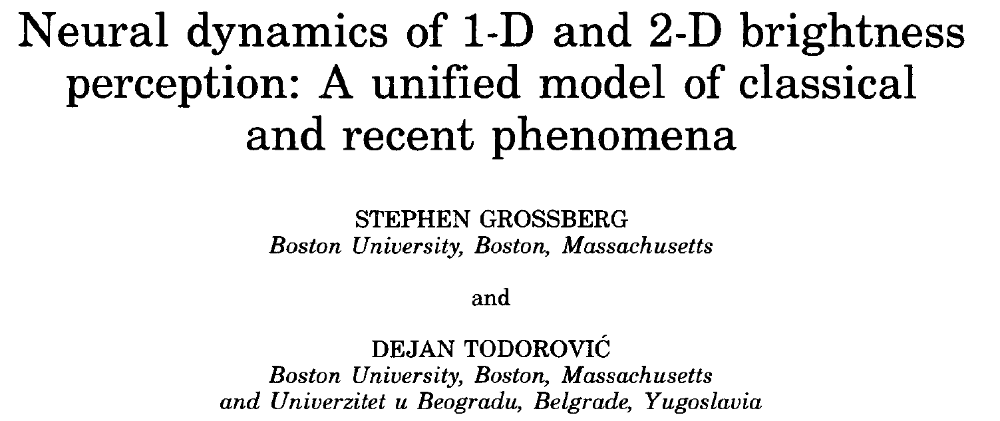 Neural dynamics of 1-D and 2-D brightness
perception: A unified model of classical
and recent phenomena
STEPHEN GROSSBERG
Boston University, Boston, Massachusetts
and
DEJAN TODOROVIĆ
Boston University, Boston, Massachusetts
and Univerzitet u Beogradu, Belgrade, Yugoslavia